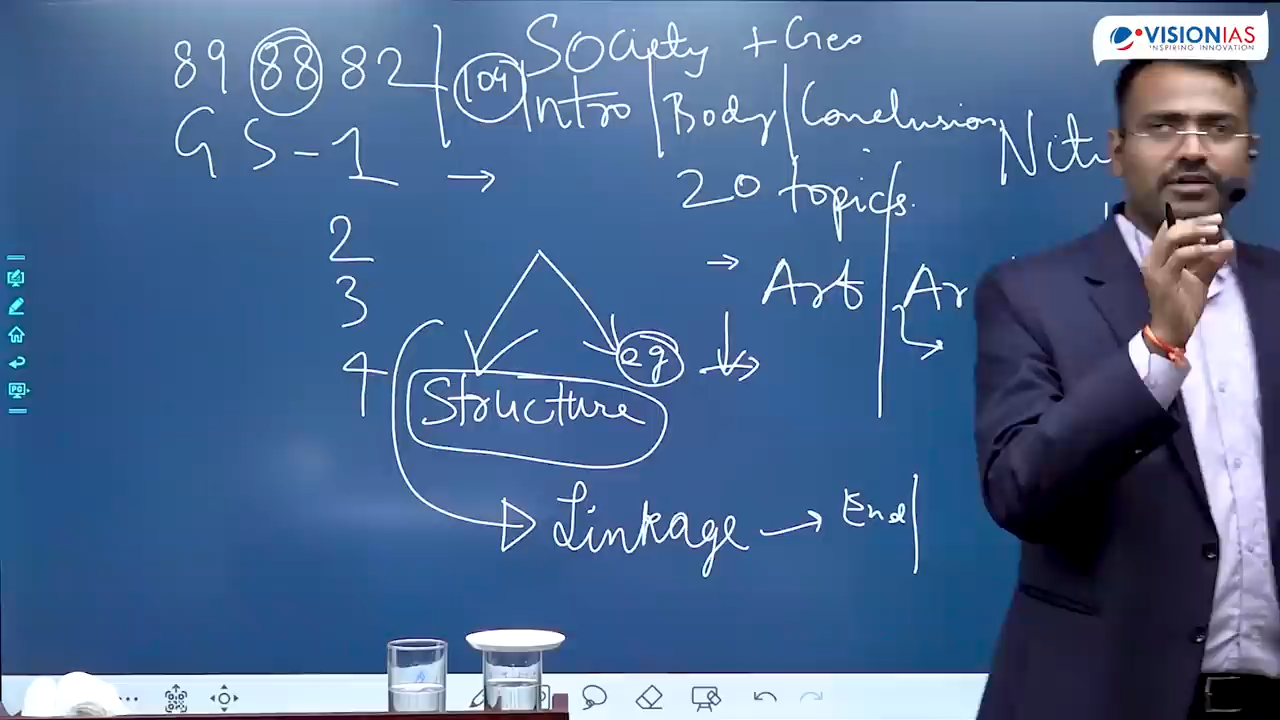 VISIONIAS
INSPIRING INNOVATION
89 88 82 104 Society + Geo
Intro Body Conclusion
GS-1 →
20 topics
2
3
4
→ Art
eg
Structure
Linkage → End